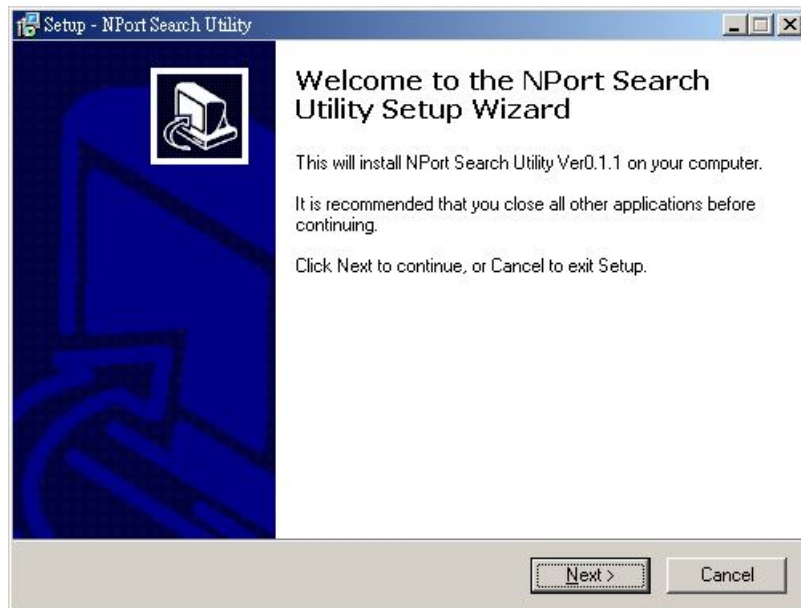 Setup - NPort Search Utility
Welcome to the NPort Search
Utility Setup Wizard
This will install NPort Search Utility Ver0.1.1 on your computer.
It is recommended that you close all other applications before
continuing.
Click Next to continue, or Cancel to exit Setup.
Next >
Cancel